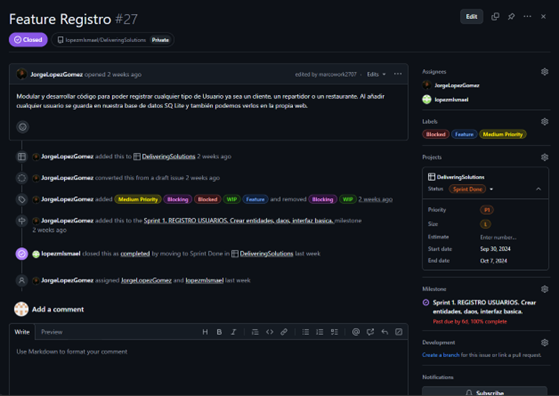 Feature Registro #27
Edit
Closed
lopezmIsmael/DeliveringSolutions
Private
JorgeLopezGomez opened 2 weeks ago
edited by marcowork2707
Edits
Modular y desarrollar código para poder registrar cualquier tipo de Usuario ya sea un cliente, un repartidor o un restaurante. Al añadir
cualquier usuario se guarda en nuestra base de datos SQ Lite y también podemos verlos en la propia web.
JorgeLopezGomez added this to DeliveringSolutions 2 weeks ago
JorgeLopezGomez converted this from a draft issue 2 weeks ago
JorgeLopezGomez added Medium Priority Blocking Blocked WIP Feature and removed Blocking WIP 2 weeks ago
JorgeLopezGomez added this to the Sprint 1. REGISTRO USUARIOS. Crear entidades, daos, interfaz basica. milestone
2 weeks ago
lopezmIsmael closed this as completed by moving to Sprint Done in DeliveringSolutions last week
JorgeLopezGomez assigned JorgeLopezGomez and lopezmIsmael last week
Add a comment
Write
Preview
Use Markdown to format your comment
Assignees
JorgeLopezGomez
lopezmIsmael
Labels
Blocked Feature Medium Priority
Projects
DeliveringSolutions
Status Sprint Done
Priority P1
Size L
Estimate Enter number...
Start date Sep 30, 2024
End date Oct 7, 2024
Milestone
Sprint 1. REGISTRO USUARIOS. Crear
entidades, daos, interfaz basica.
Past due by 6d, 100% complete
Development
Create a branch for this issue or link a pull request.
Notifications
Subscribe